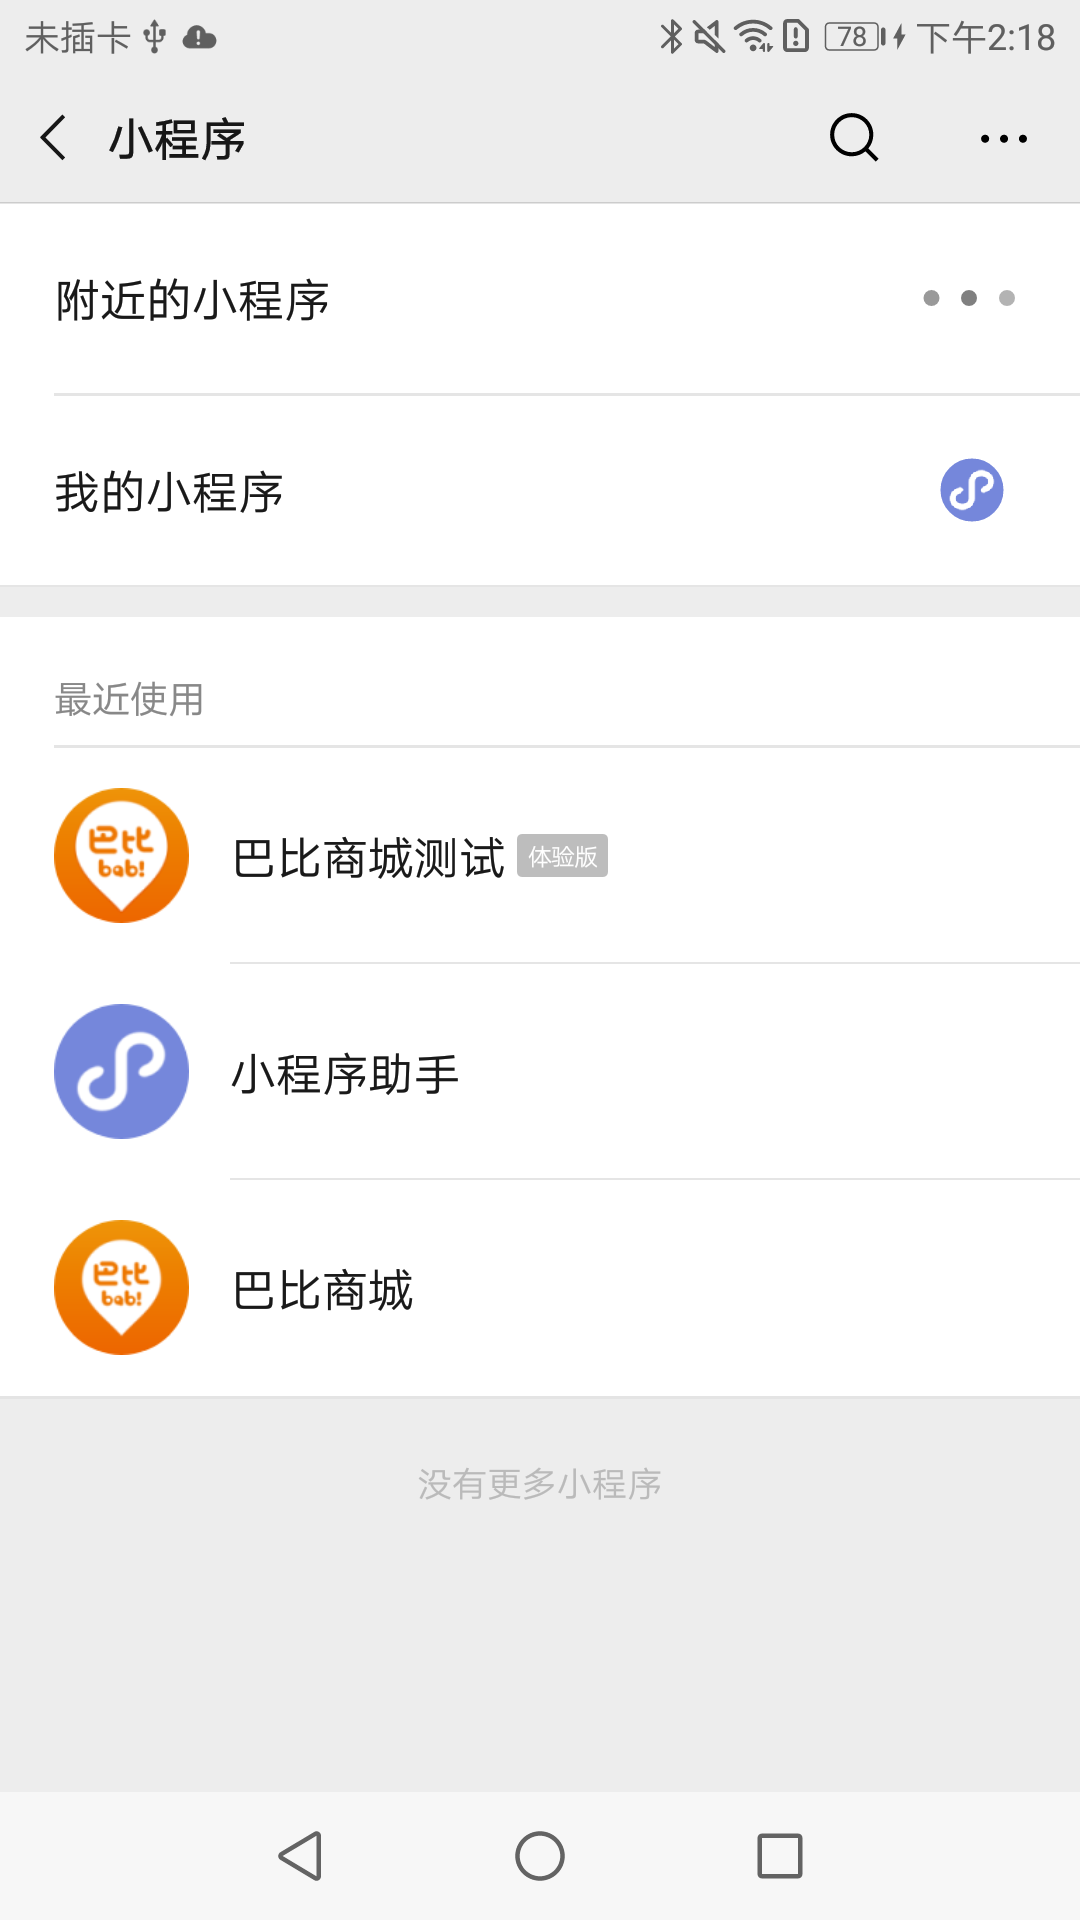 未插卡 78 下午2:18
小程序
附近的小程序
我的小程序
最近使用
巴比 bab!
巴比商城测试 体验版
小程序助手
巴比 bab!
巴比商城
没有更多小程序